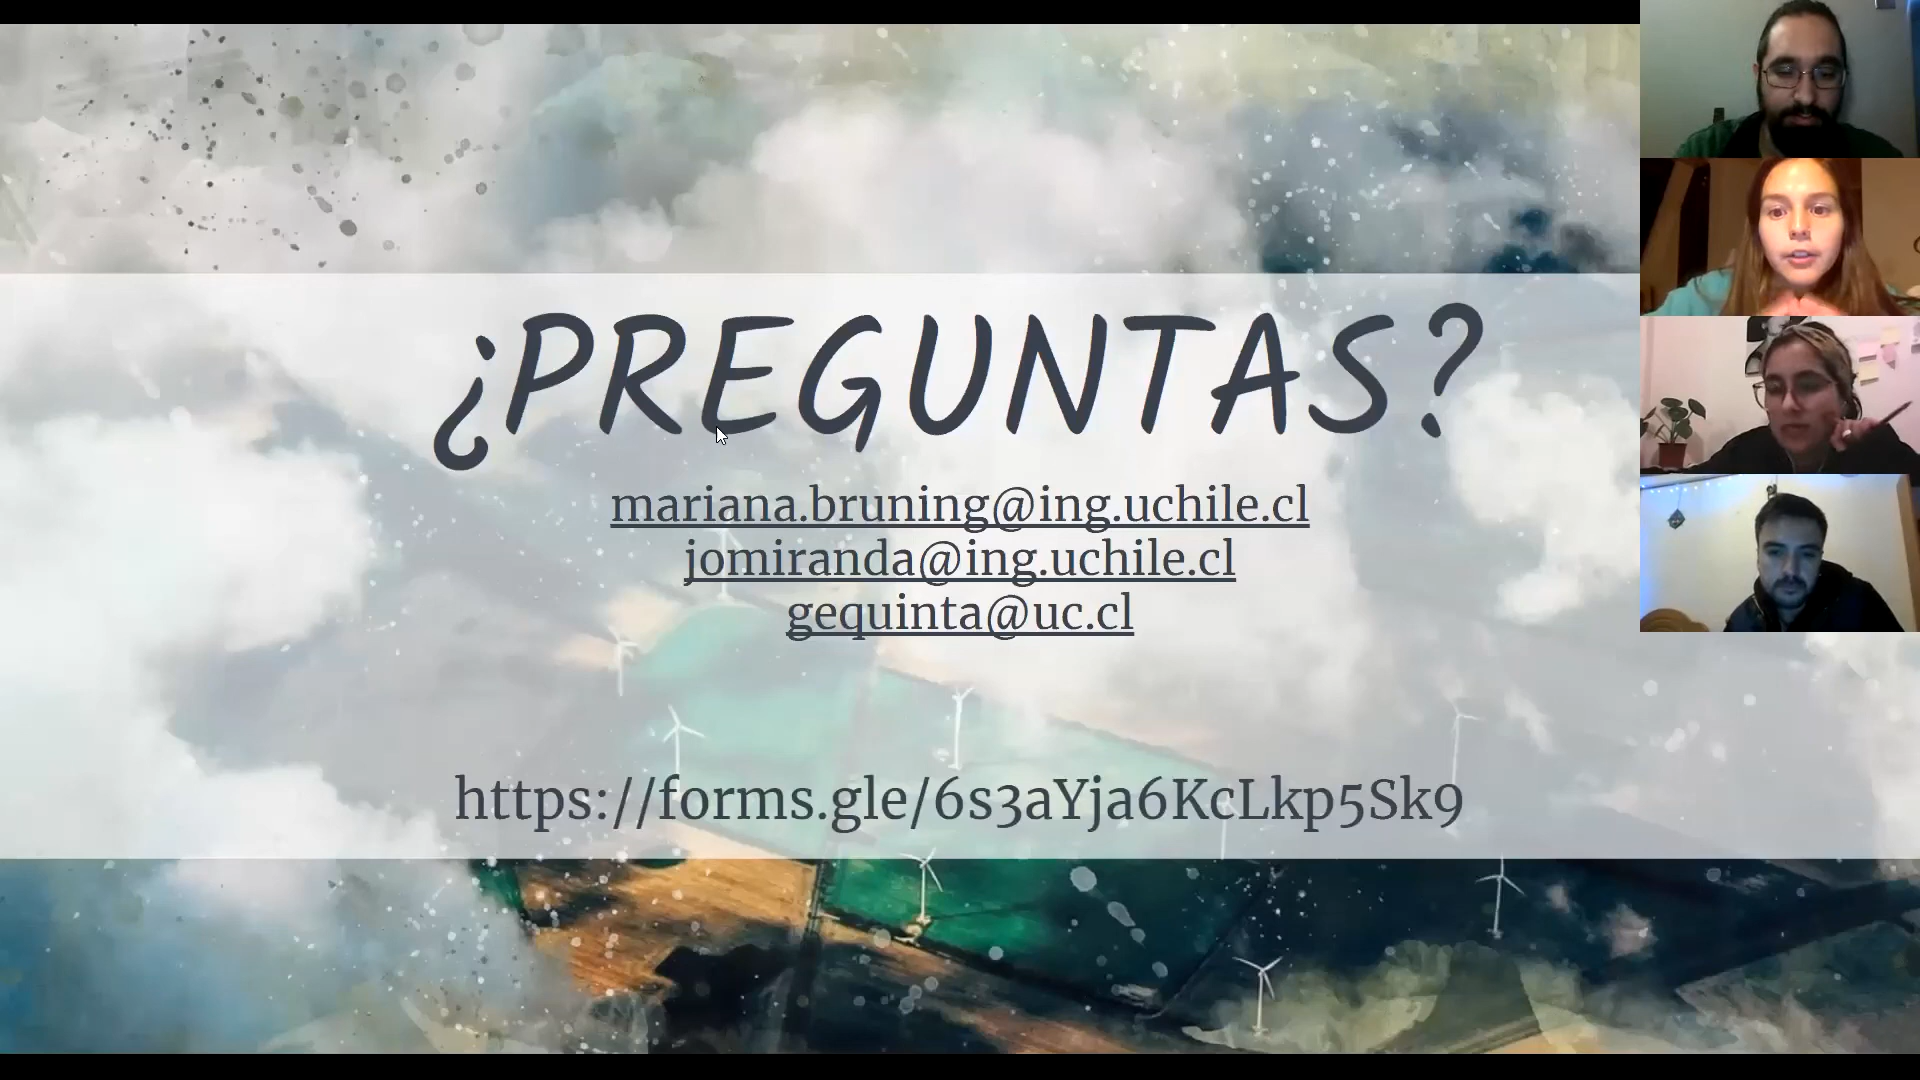 ¿PREGUNTAS?
mariana.bruning@ing.uchile.cl
jomiranda@ing.uchile.cl
gequinta@uc.cl
https://forms.gle/6s3aYja6KcLkp5Sk9